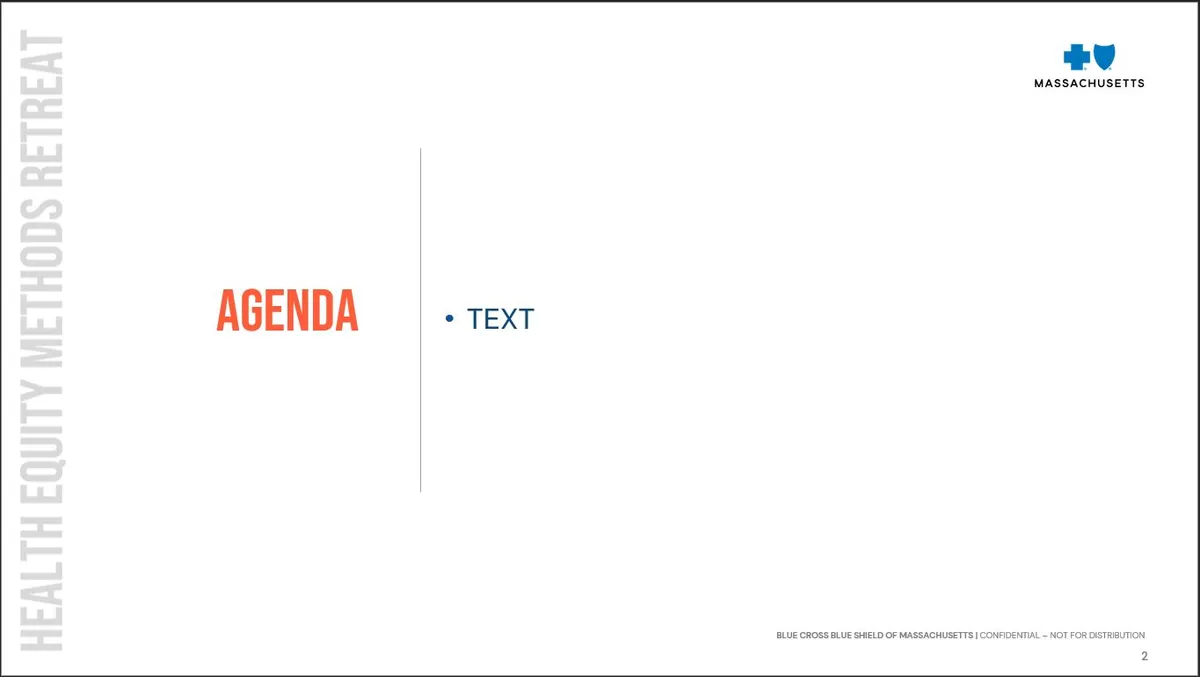 HEALTH EQUITY METHODS RETREAT
MASSACHUSETTS
AGENDA
• TEXT
BLUE CROSS BLUE SHIELD OF MASSACHUSETTS | CONFIDENTIAL – NOT FOR DISTRIBUTION
2